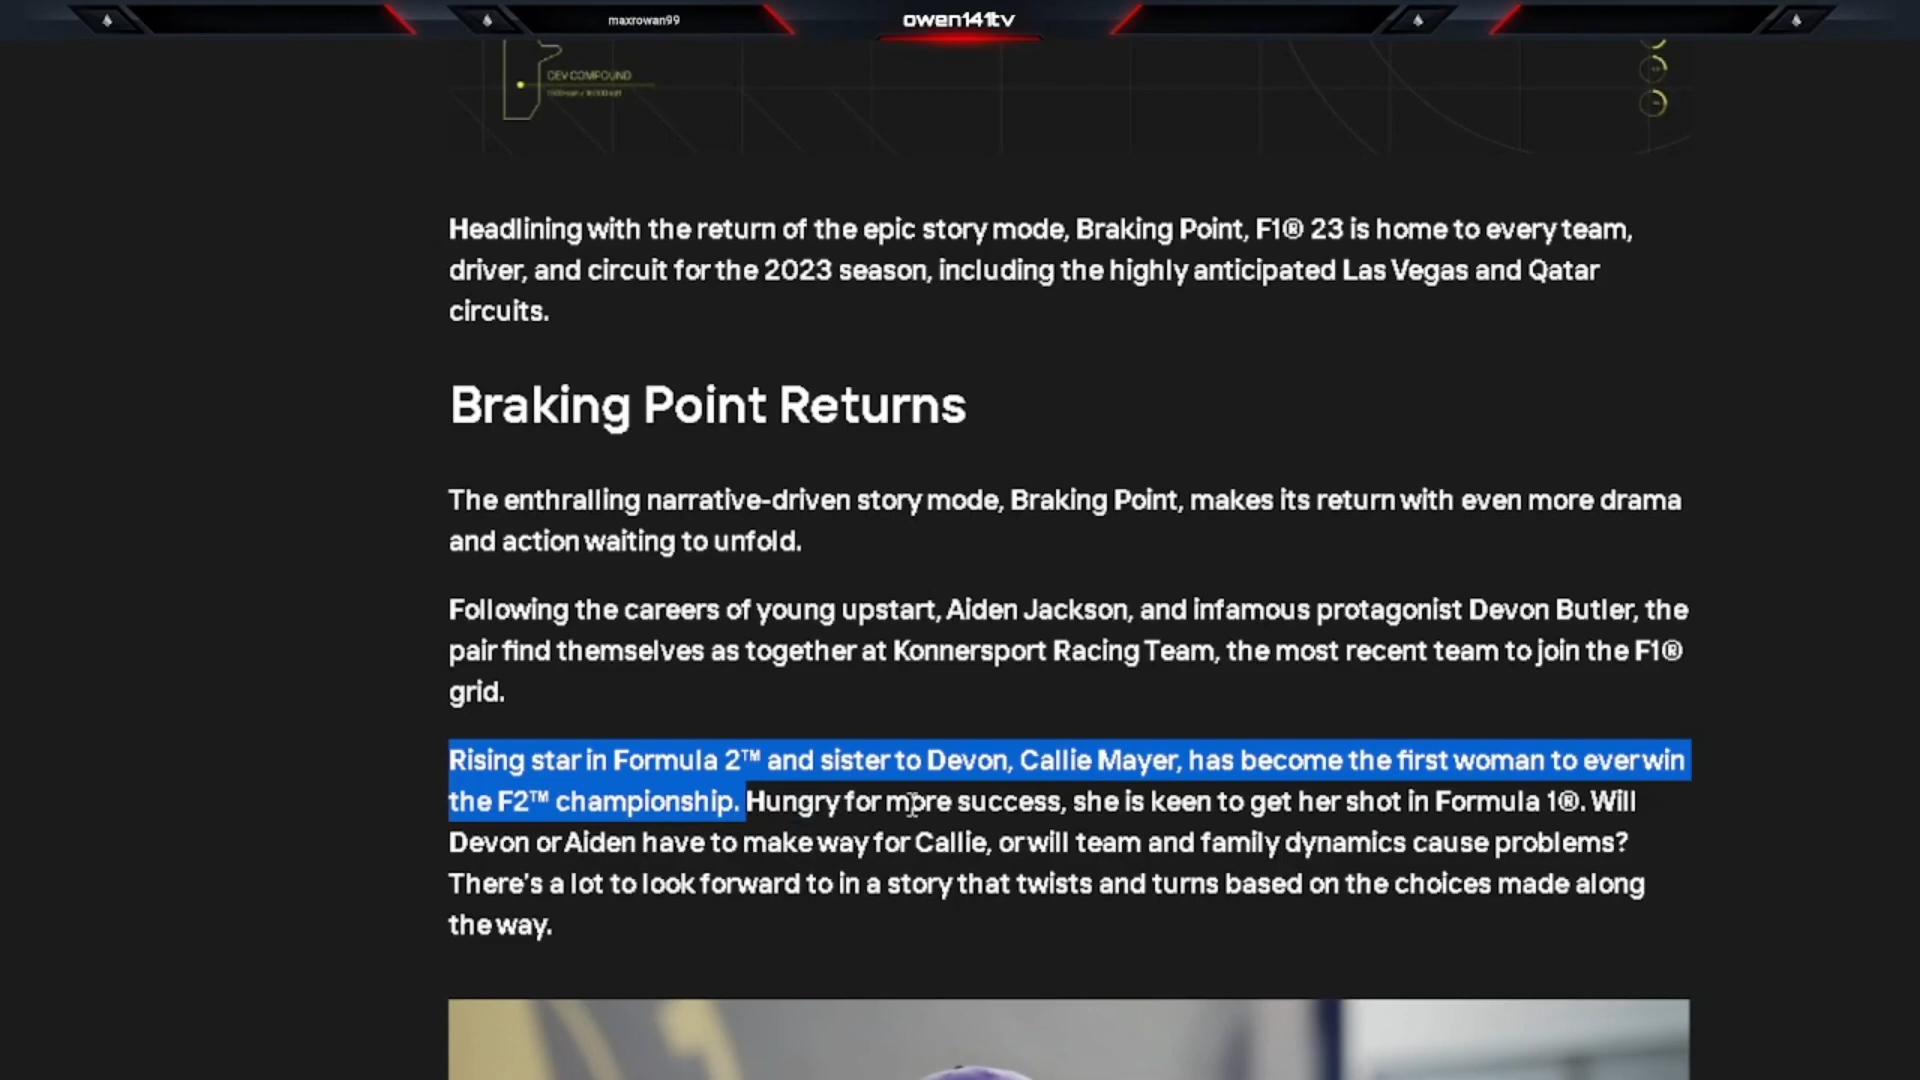 maxrowan99
owen141tv
DEV COMPOUND
Headlining with the return of the epic story mode, Braking Point, F1® 23 is home to every team,
driver, and circuit for the 2023 season, including the highly anticipated Las Vegas and Qatar
circuits.
Braking Point Returns
The enthralling narrative-driven story mode, Braking Point, makes its return with even more drama
and action waiting to unfold.
Following the careers of young upstart, Aiden Jackson, and infamous protagonist Devon Butler, the
pair find themselves as together at Konnersport Racing Team, the most recent team to join the F1®
grid.
Rising star in Formula 2™ and sister to Devon, Callie Mayer, has become the first woman to ever win
the F2™ championship. Hungry for more success, she is keen to get her shot in Formula 1®. Will
Devon or Aiden have to make way for Callie, or will team and family dynamics cause problems?
There's a lot to look forward to in a story that twists and turns based on the choices made along
the way.